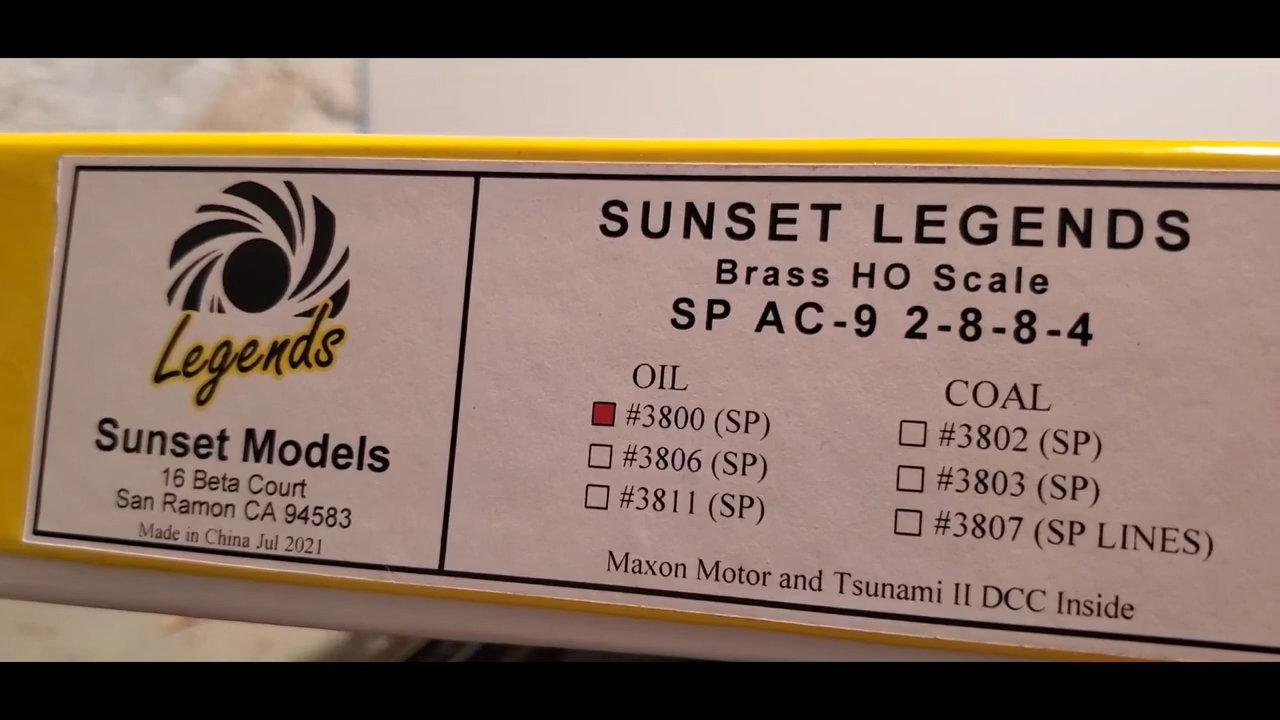 Legends
Sunset Models
16 Beta Court
San Ramon CA 94583
Made in China Jul 2021
SUNSET LEGENDS
Brass HO Scale
SP AC-9 2-8-8-4
OIL
#3800 (SP)
#3806 (SP)
#3811 (SP)
COAL
#3802 (SP)
#3803 (SP)
#3807 (SP LINES)
Maxon Motor and Tsunami II DCC Inside